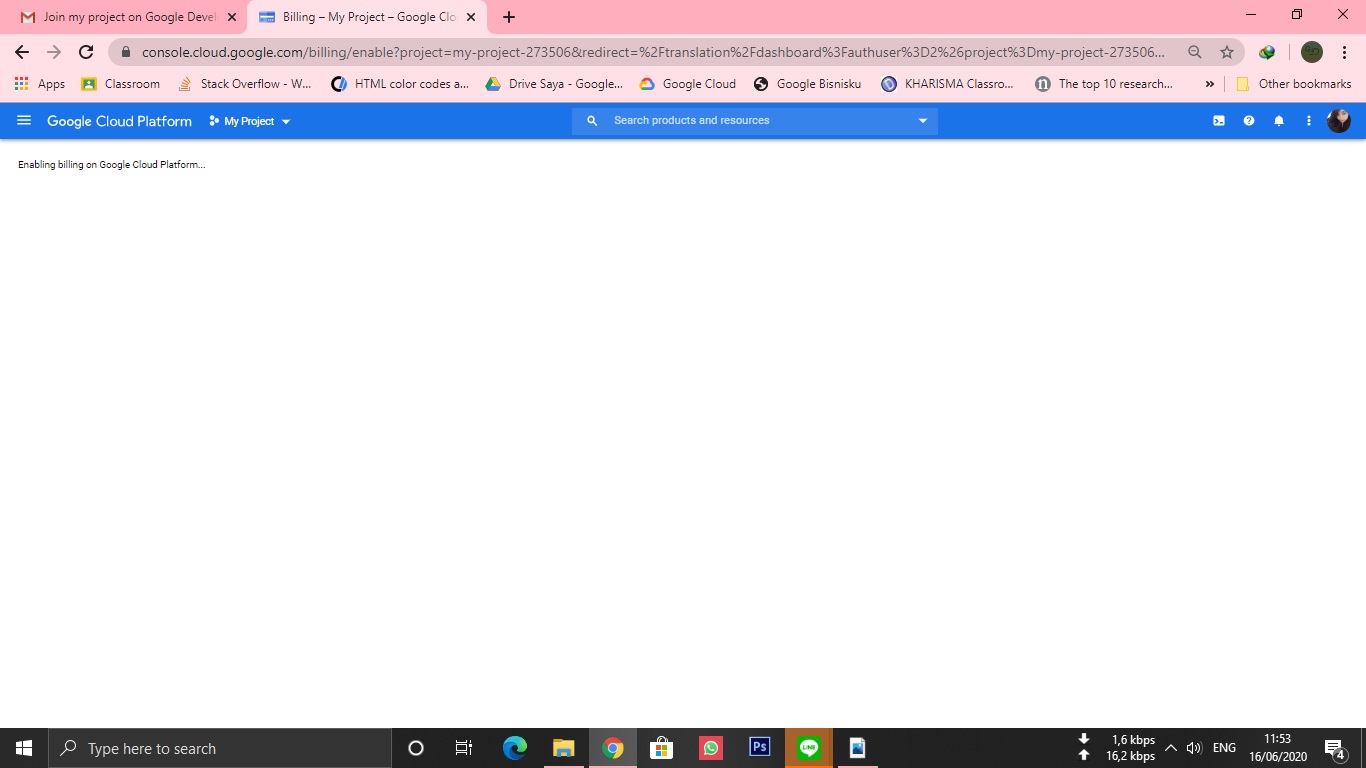 Join my project on Google Devel
Billing – My Project – Google Clo
console.cloud.google.com/billing/enable?project=my-project-273506&redirect=%2Ftranslation%2Fdashboard%3Fauthuser%3D2%26project%3Dmy-project-273506...
Apps
Classroom
Stack Overflow - W...
HTML color codes a...
Drive Saya - Google...
Google Cloud
Google Bisnisku
KHARISMA Classro...
n
The top 10 research...
»
Other bookmarks
Google Cloud Platform
My Project
Search products and resources
Enabling billing on Google Cloud Platform...
Type here to search
Ps
LINE
1,6 kbps
16,2 kbps
ENG
11:53
16/06/2020
4